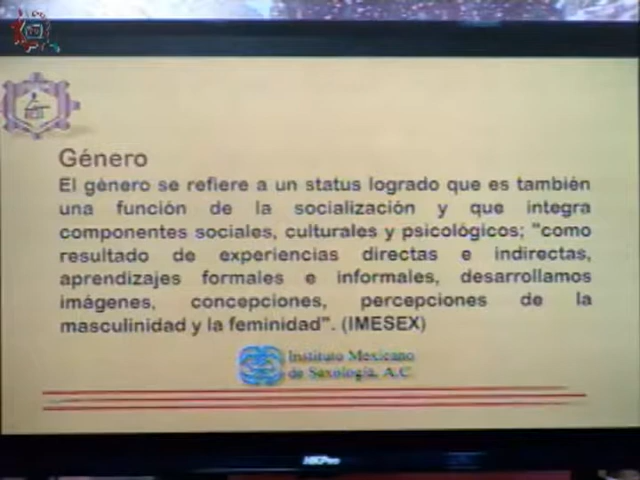 Género
El género se refiere a un status logrado que es también
una función de la socialización y que integra
componentes sociales, culturales y psicológicos; "como
resultado de experiencias directas e indirectas,
aprendizajes formales e informales, desarrollamos
imágenes, concepciones, percepciones de la
masculinidad y la feminidad". (IMESEX)
Instituto Mexicano
de Sexología, A.C.